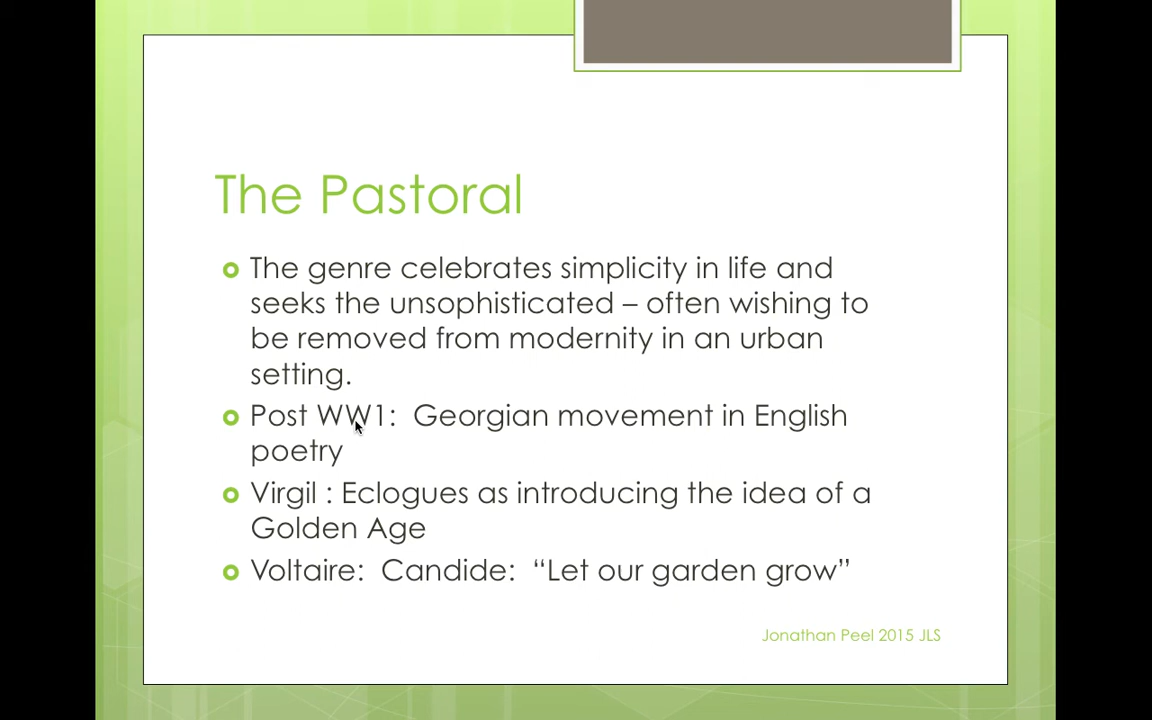 The Pastoral
The genre celebrates simplicity in life and
seeks the unsophisticated – often wishing to
be removed from modernity in an urban
setting.
Post WW1:  Georgian movement in English
poetry
Virgil : Eclogues as introducing the idea of a
Golden Age
Voltaire:  Candide:  “Let our garden grow”
Jonathan Peel 2015 JLS